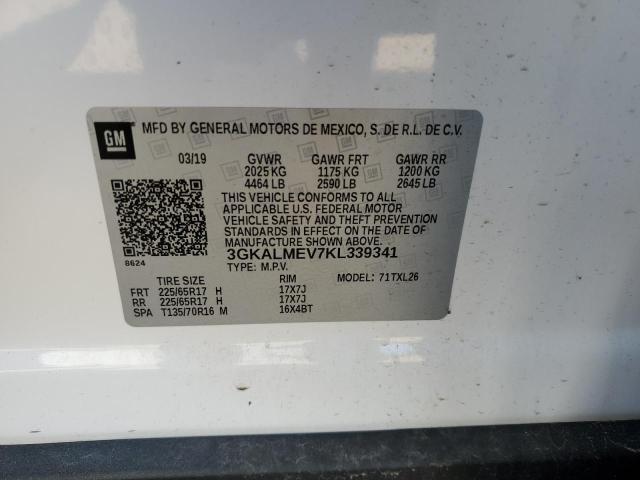 GM MFD BY GENERAL MOTORS DE MEXICO, S. DE R.L. DE C.V.
03/19 GVWR GAWR FRT GAWR RR
2025 KG 1175 KG 1200 KG
4464 LB 2590 LB 2645 LB
THIS VEHICLE CONFORMS TO ALL
APPLICABLE U.S. FEDERAL MOTOR
VEHICLE SAFETY AND THEFT PREVENTION
STANDARDS IN EFFECT ON THE DATE OF
MANUFACTURE SHOWN ABOVE.
3GKALMEV7KL339341
8624 TYPE: M.P.V.
TIRE SIZE RIM MODEL: 71TXL26
FRT 225/65R17 H 17X7J
RR 225/65R17 H 17X7J
SPA T135/70R16 M 16X4BT